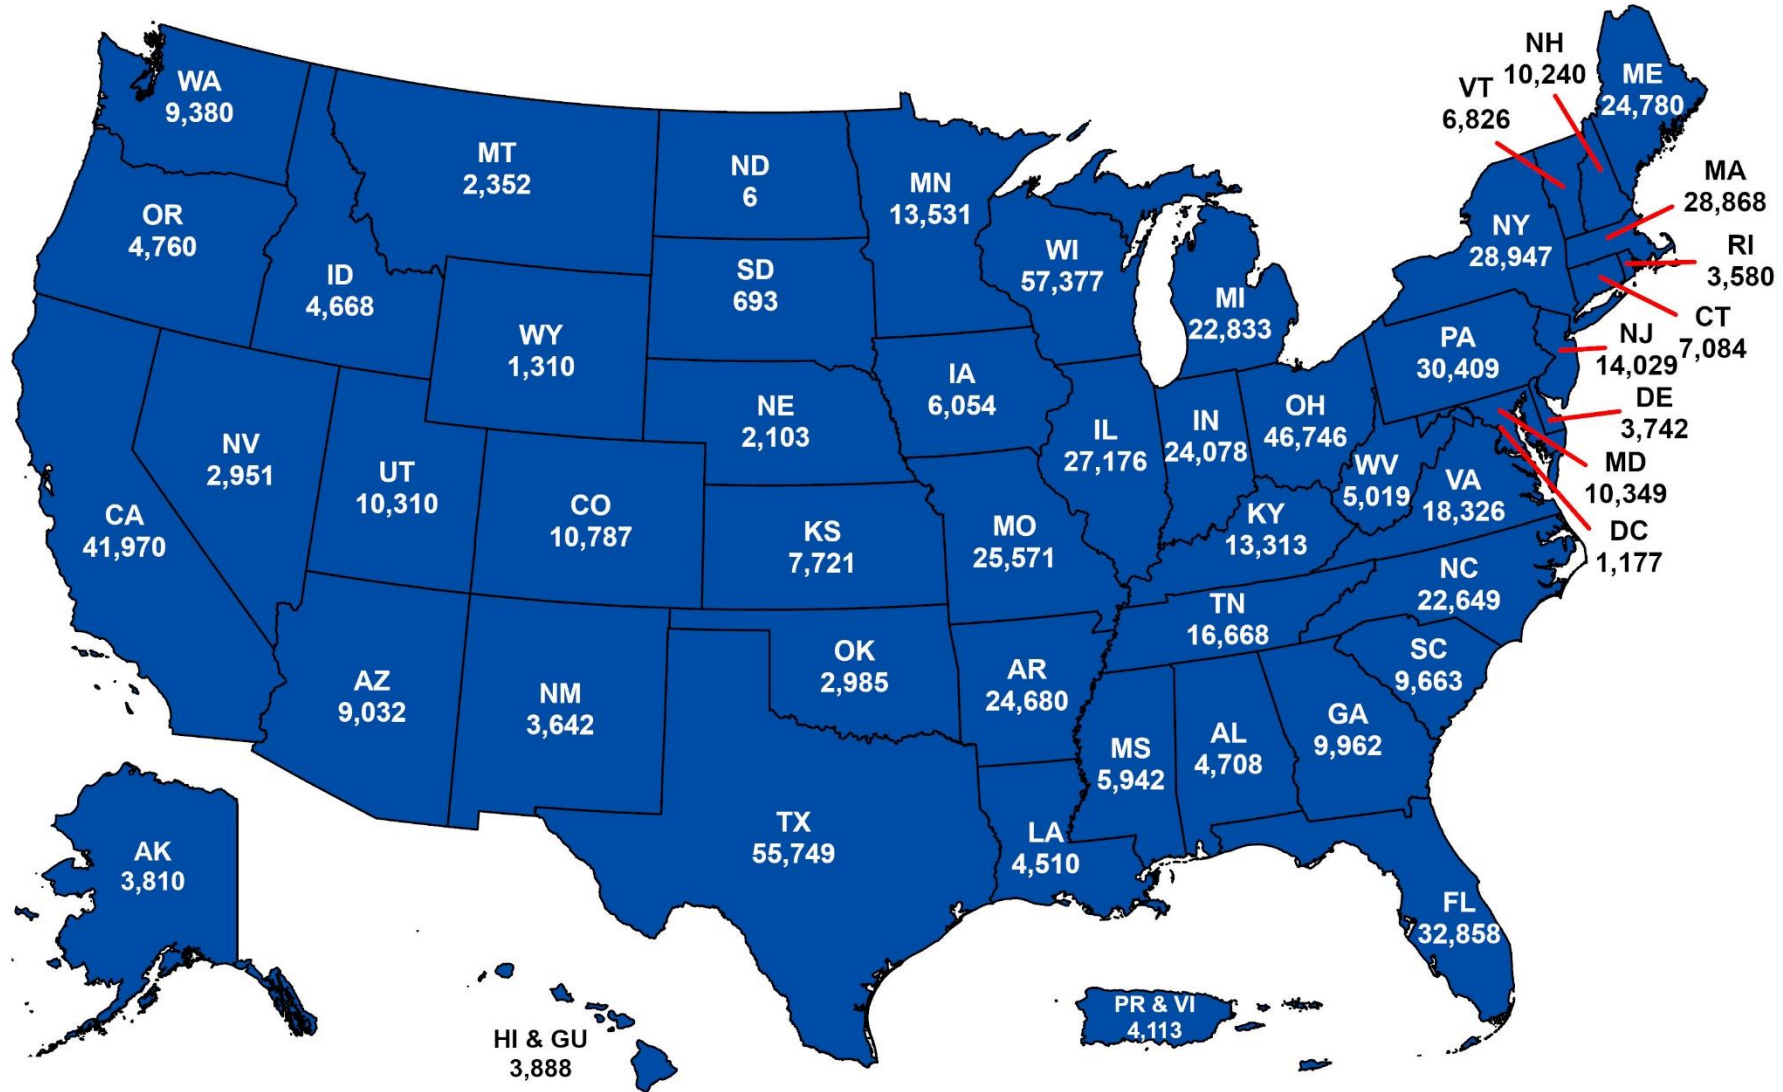 NH
10,240
ME
24,780
VT
6,826
WA
9,380
MT
2,352
ND
6
MN
13,531
MA
28,868
OR
4,760
ID
4,668
SD
693
WI
57,377
NY
28,947
RI
3,580
MI
22,833
WY
1,310
CT
7,084
NJ
14,029
PA
30,409
IA
6,054
NE
2,103
DE
3,742
IL
27,176
IN
24,078
OH
46,746
NV
2,951
UT
10,310
CO
10,787
WV
5,019
VA
18,326
MD
10,349
CA
41,970
KS
7,721
MO
25,571
KY
13,313
DC
1,177
NC
22,649
TN
16,668
OK
2,985
AR
24,680
SC
9,663
AZ
9,032
NM
3,642
GA
9,962
MS
5,942
AL
4,708
TX
55,749
LA
4,510
AK
3,810
FL
32,858
PR & VI
4,113
HI & GU
3,888